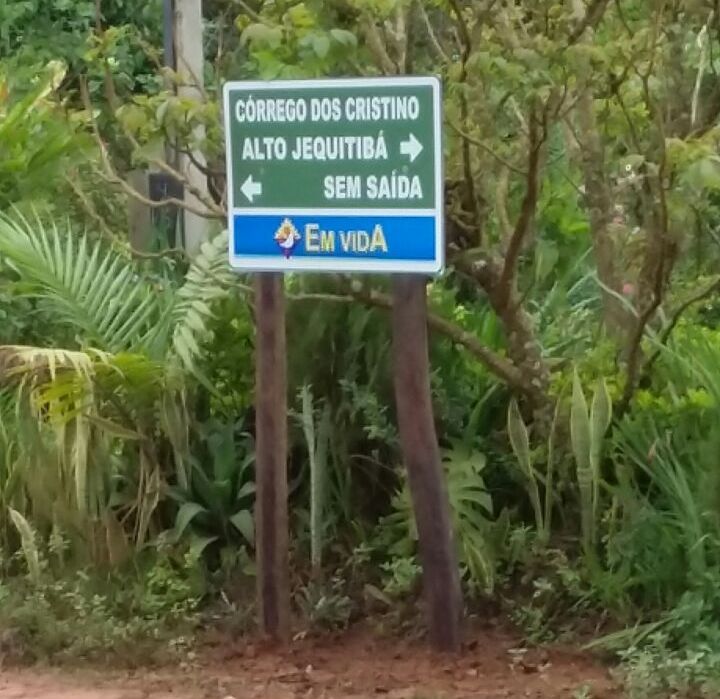 CÓRREGO DOS CRISTINO
ALTO JEQUITIBÁ →
← SEM SAÍDA
EM VIDA